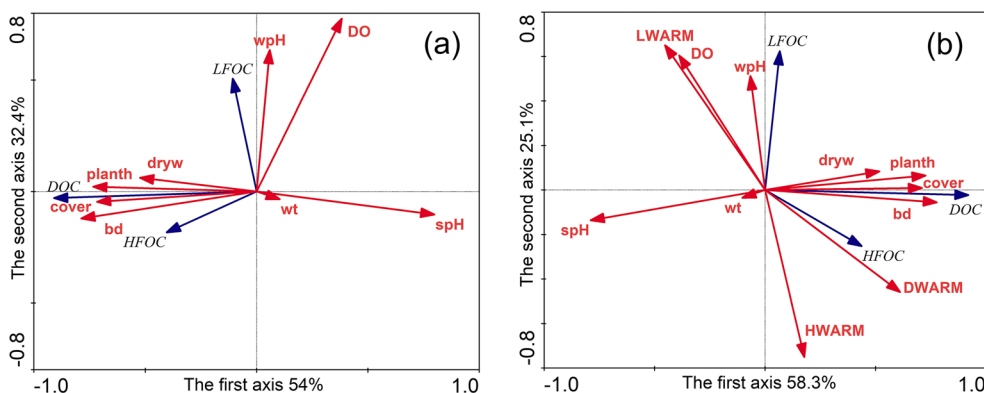 0.8
The second axis 32.4%
-0.8
(a)
DO
wpH
LFOC
dryw
planth
DOC
cover
bd
HFOC
wt
spH
-1.0
The first axis 54%
1.0
0.8
The second axis 25.1%
-0.8
(b)
LWARM
DO
wpH
LFOC
dryw
planth
cover
DOC
bd
wt
spH
HFOC
DWARM
HWARM
-1.0
The first axis 58.3%
1.0